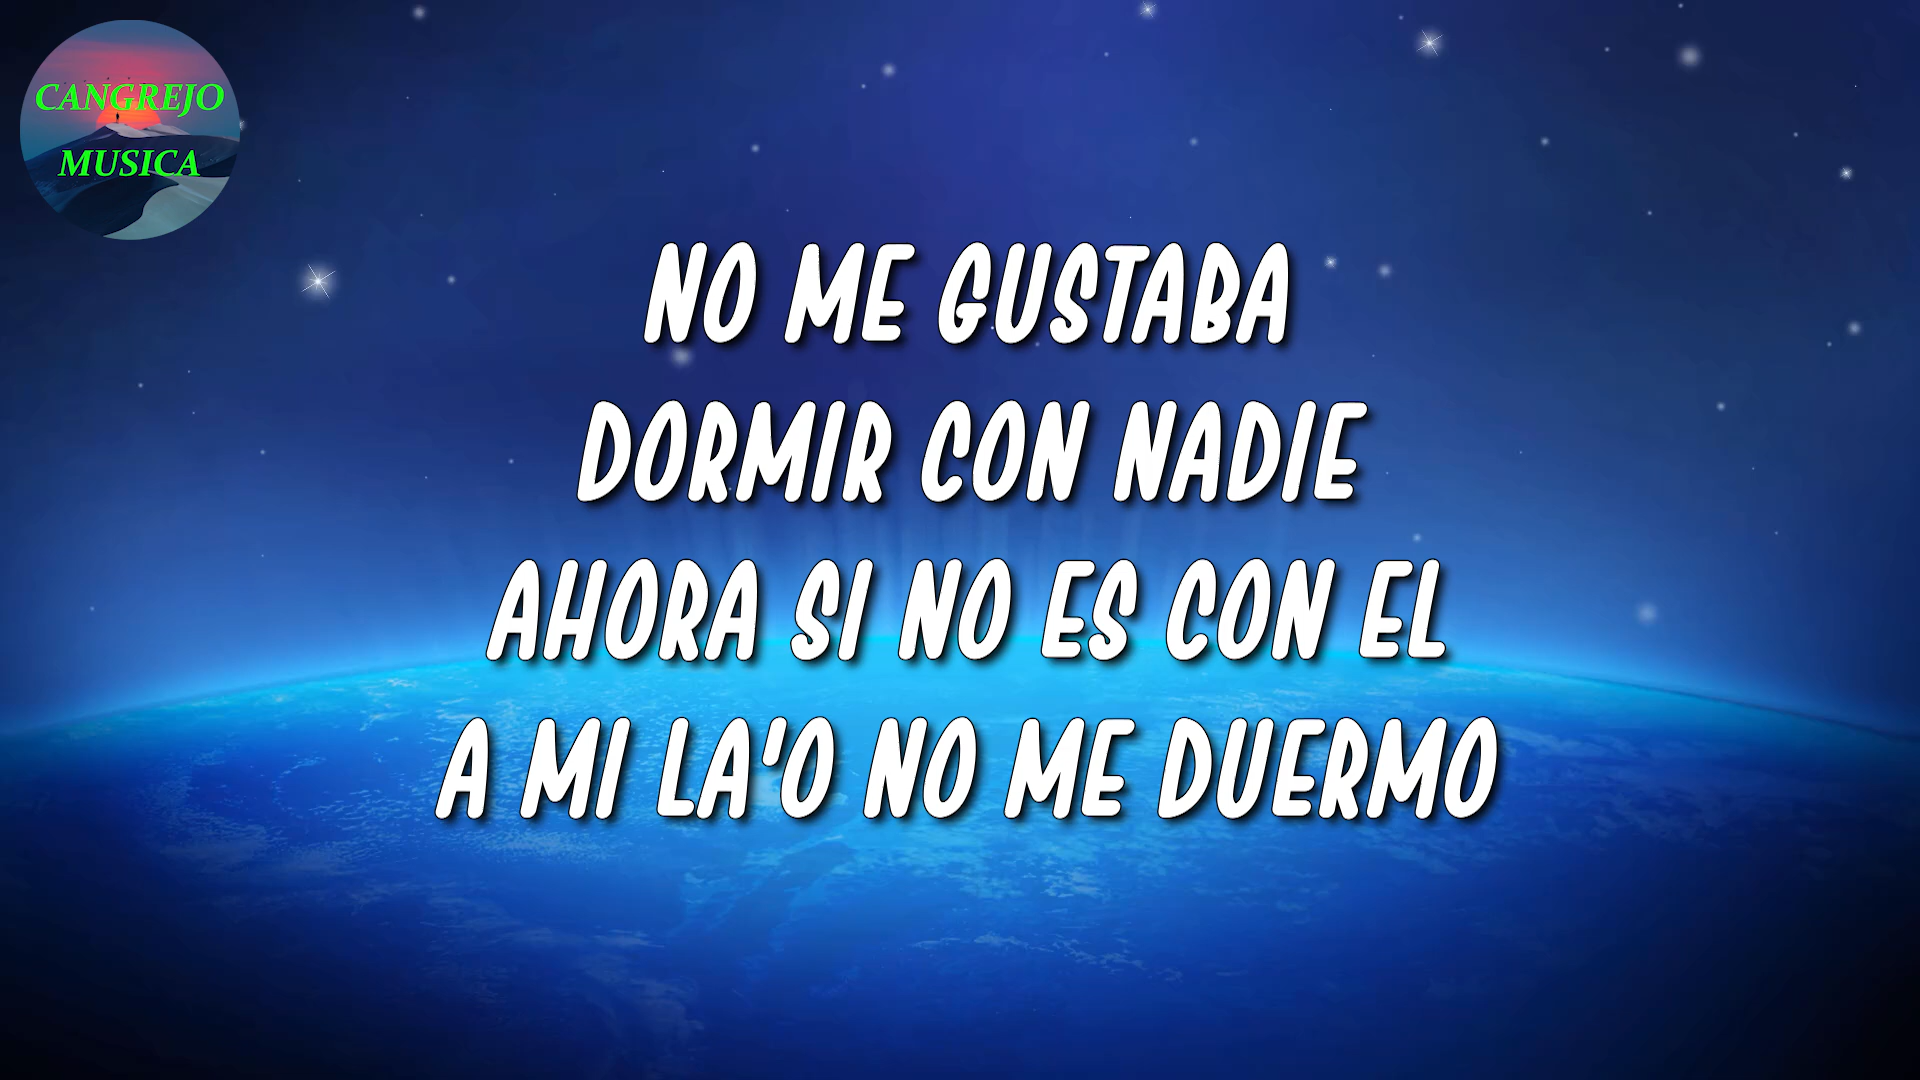 CANGREJO
MUSICA
NO ME GUSTABA
DORMIR CON NADIE
AHORA SI NO ES CON EL
A MI LA'O NO ME DUERMO